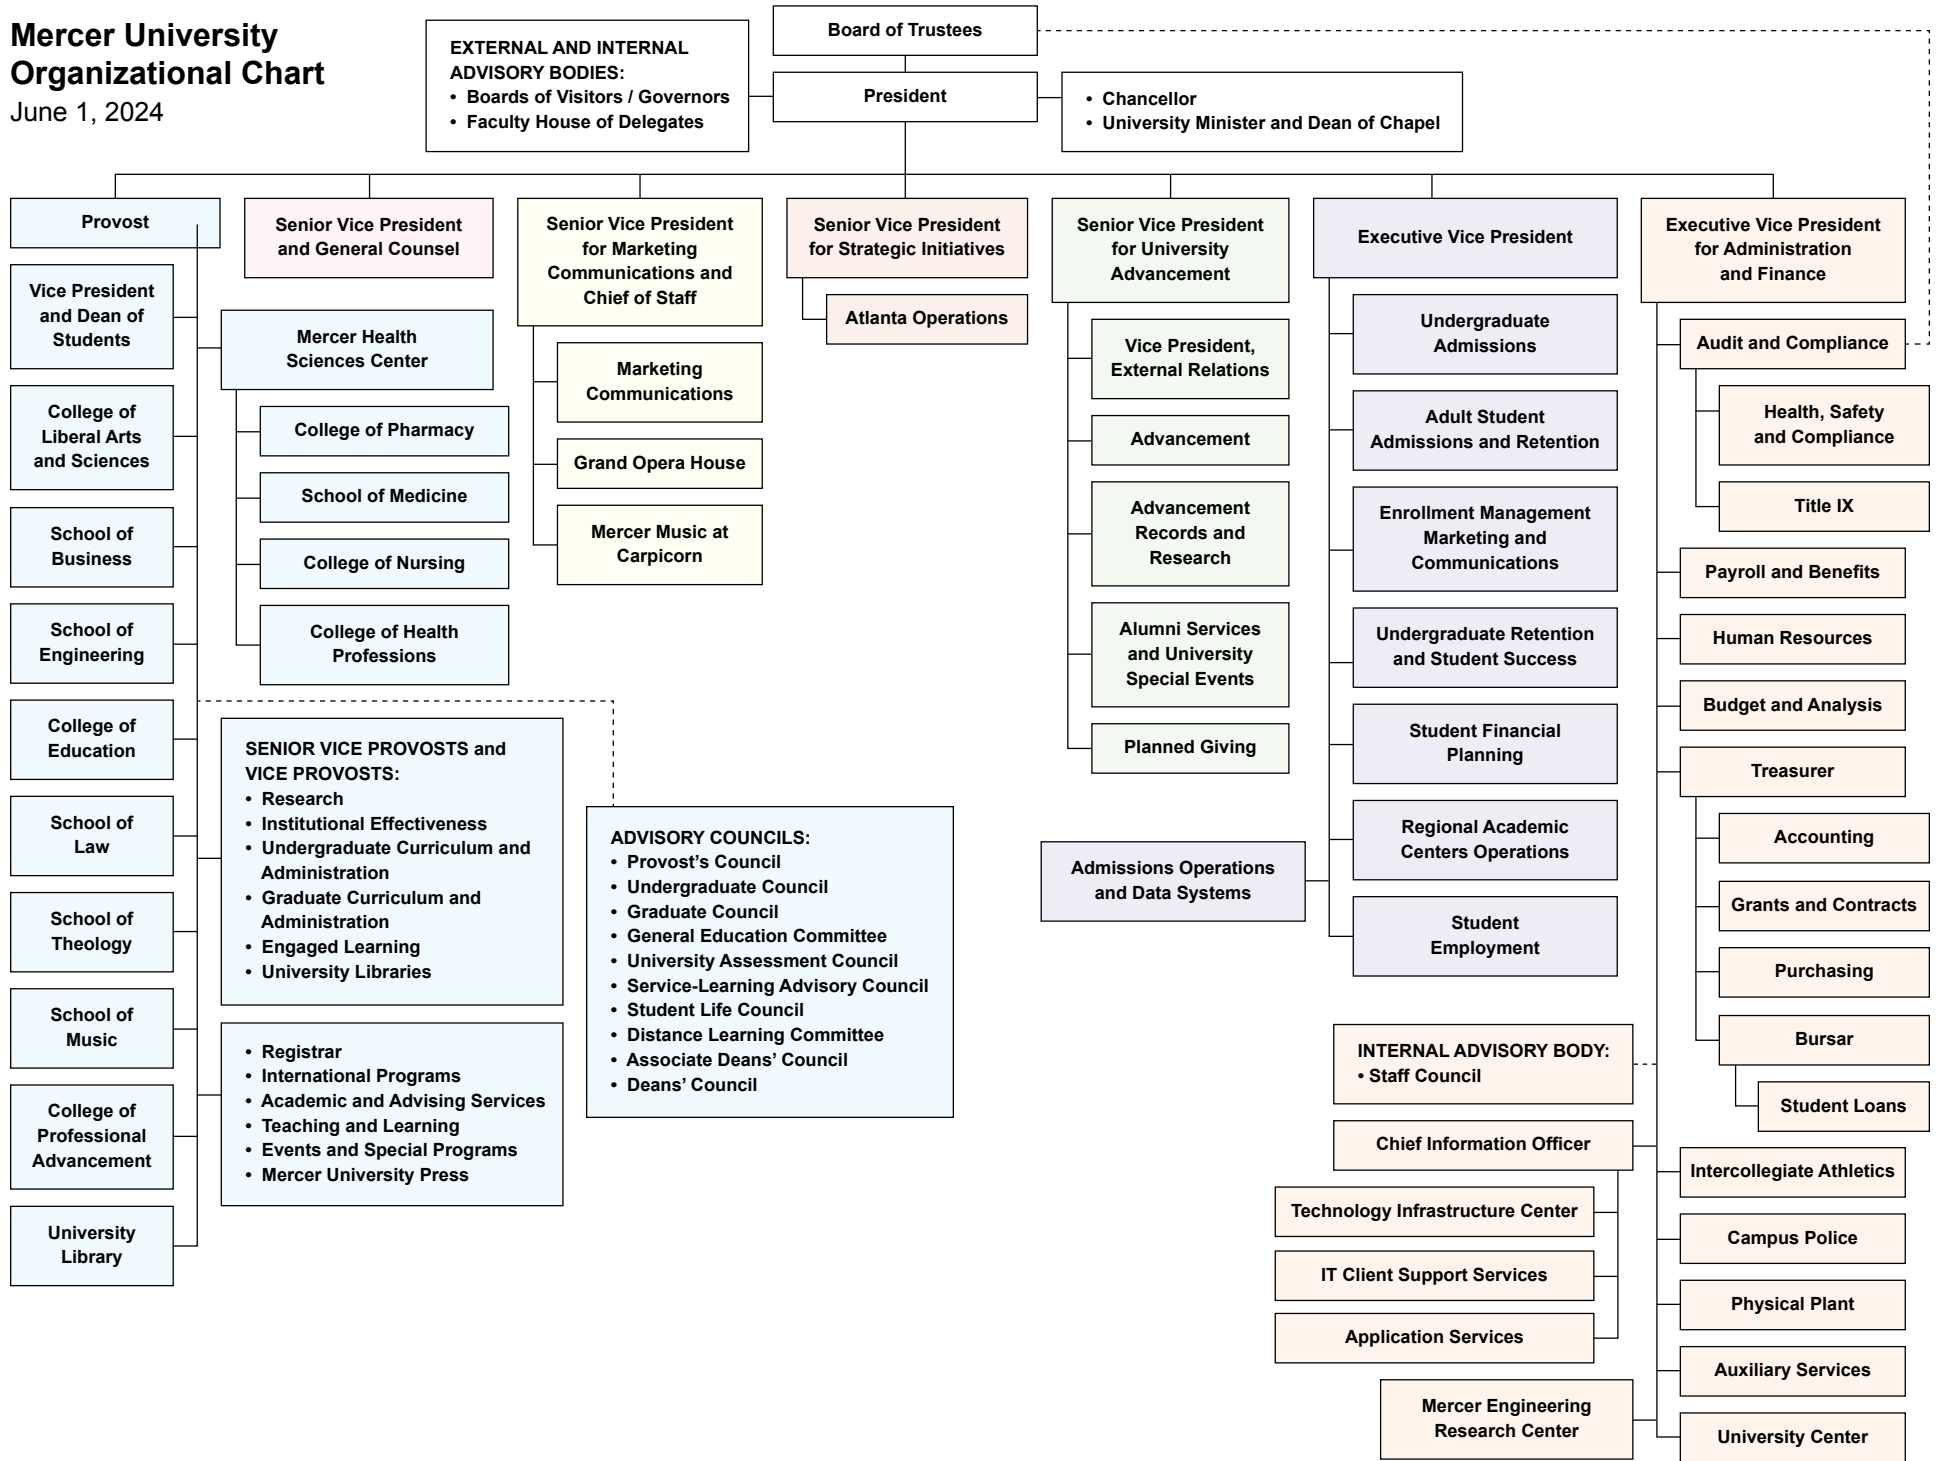 Mercer University
Organizational Chart
June 1, 2024
EXTERNAL AND INTERNAL
ADVISORY BODIES:
• Boards of Visitors / Governors
• Faculty House of Delegates
Board of Trustees
President
• Chancellor
• University Minister and Dean of Chapel
Provost
Vice President
and Dean of
Students
College of
Liberal Arts
and Sciences
School of
Business
School of
Engineering
College of
Education
School of
Law
School of
Theology
School of
Music
College of
Professional
Advancement
University
Library
Mercer Health
Sciences Center
College of Pharmacy
School of Medicine
College of Nursing
College of Health
Professions
SENIOR VICE PROVOSTS and
VICE PROVOSTS:
• Research
• Institutional Effectiveness
• Undergraduate Curriculum and
Administration
• Graduate Curriculum and
Administration
• Engaged Learning
• University Libraries
• Registrar
• International Programs
• Academic and Advising Services
• Teaching and Learning
• Events and Special Programs
• Mercer University Press
ADVISORY COUNCILS:
• Provost’s Council
• Undergraduate Council
• Graduate Council
• General Education Committee
• University Assessment Council
• Service-Learning Advisory Council
• Student Life Council
• Distance Learning Committee
• Associate Deans’ Council
• Deans’ Council
Senior Vice President
and General Counsel
Senior Vice President
for Marketing
Communications and
Chief of Staff
Marketing
Communications
Grand Opera House
Mercer Music at
Carpicorn
Senior Vice President
for Strategic Initiatives
Atlanta Operations
Senior Vice President
for University
Advancement
Vice President,
External Relations
Advancement
Advancement
Records and
Research
Alumni Services
and University
Special Events
Planned Giving
Executive Vice President
Undergraduate
Admissions
Adult Student
Admissions and Retention
Enrollment Management
Marketing and
Communications
Undergraduate Retention
and Student Success
Student Financial
Planning
Regional Academic
Centers Operations
Admissions Operations
and Data Systems
Student
Employment
Executive Vice President
for Administration
and Finance
Audit and Compliance
Health, Safety
and Compliance
Title IX
Payroll and Benefits
Human Resources
Budget and Analysis
Treasurer
Accounting
Grants and Contracts
Purchasing
Bursar
Student Loans
INTERNAL ADVISORY BODY:
• Staff Council
Chief Information Officer
Technology Infrastructure Center
IT Client Support Services
Application Services
Mercer Engineering
Research Center
Intercollegiate Athletics
Campus Police
Physical Plant
Auxiliary Services
University Center